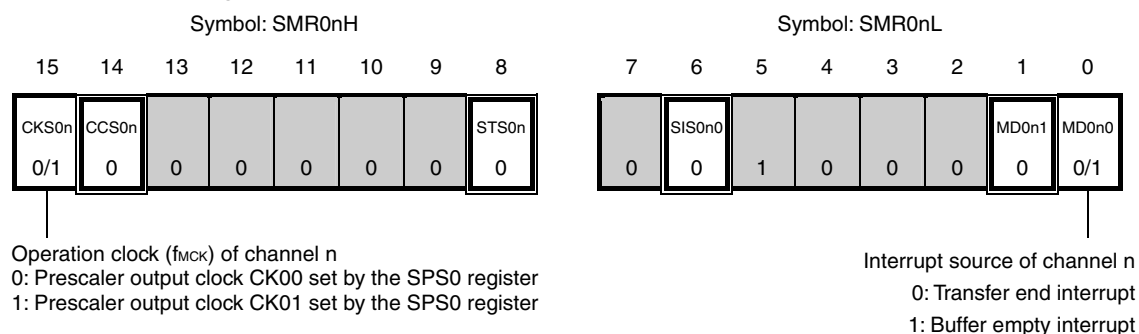 Symbol: SMR0nH
15 14 13 12 11 10 9 8
CKS0n CCS0n STS0n
0/1 0 0 0 0 0 0 0
Operation clock (fMCK) of channel n
0: Prescaler output clock CK00 set by the SPS0 register
1: Prescaler output clock CK01 set by the SPS0 register
Symbol: SMR0nL
7 6 5 4 3 2 1 0
SIS0n0 MD0n1 MD0n0
0 0 1 0 0 0 0 0/1
Interrupt source of channel n
0: Transfer end interrupt
1: Buffer empty interrupt